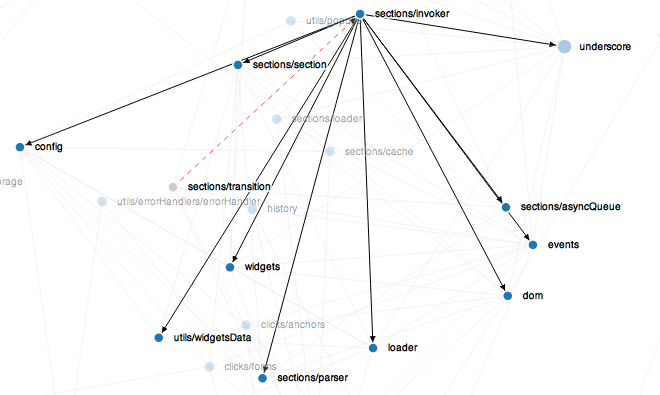 sections/invoker
utils/popup
underscore
sections/section
sections/loader
config
sections/cache
orage
sections/transition
utils/errorHandlers/errorHandler
history
sections/asyncQueue
events
widgets
dom
clicks/anchors
utils/widgetsData
loader
clicks/forms
sections/parser